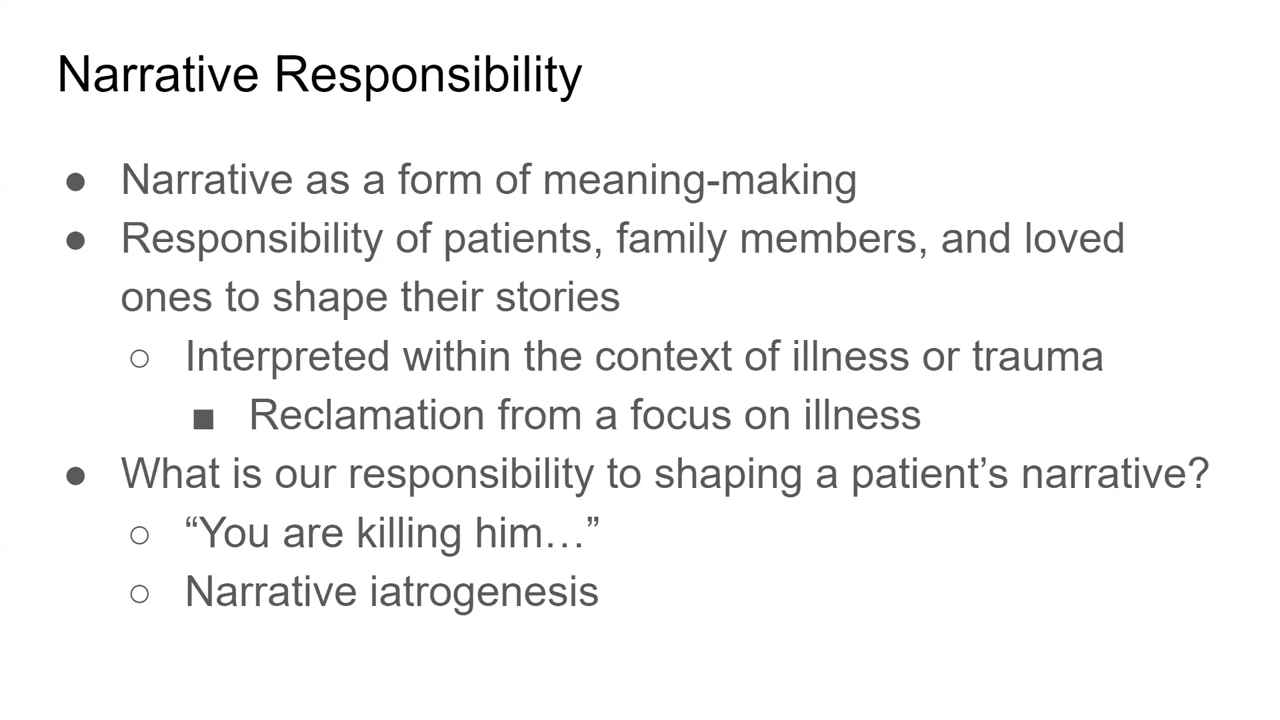 Narrative Responsibility
● Narrative as a form of meaning-making
● Responsibility of patients, family members, and loved
ones to shape their stories
○ Interpreted within the context of illness or trauma
■ Reclamation from a focus on illness
● What is our responsibility to shaping a patient’s narrative?
○ “You are killing him…”
○ Narrative iatrogenesis